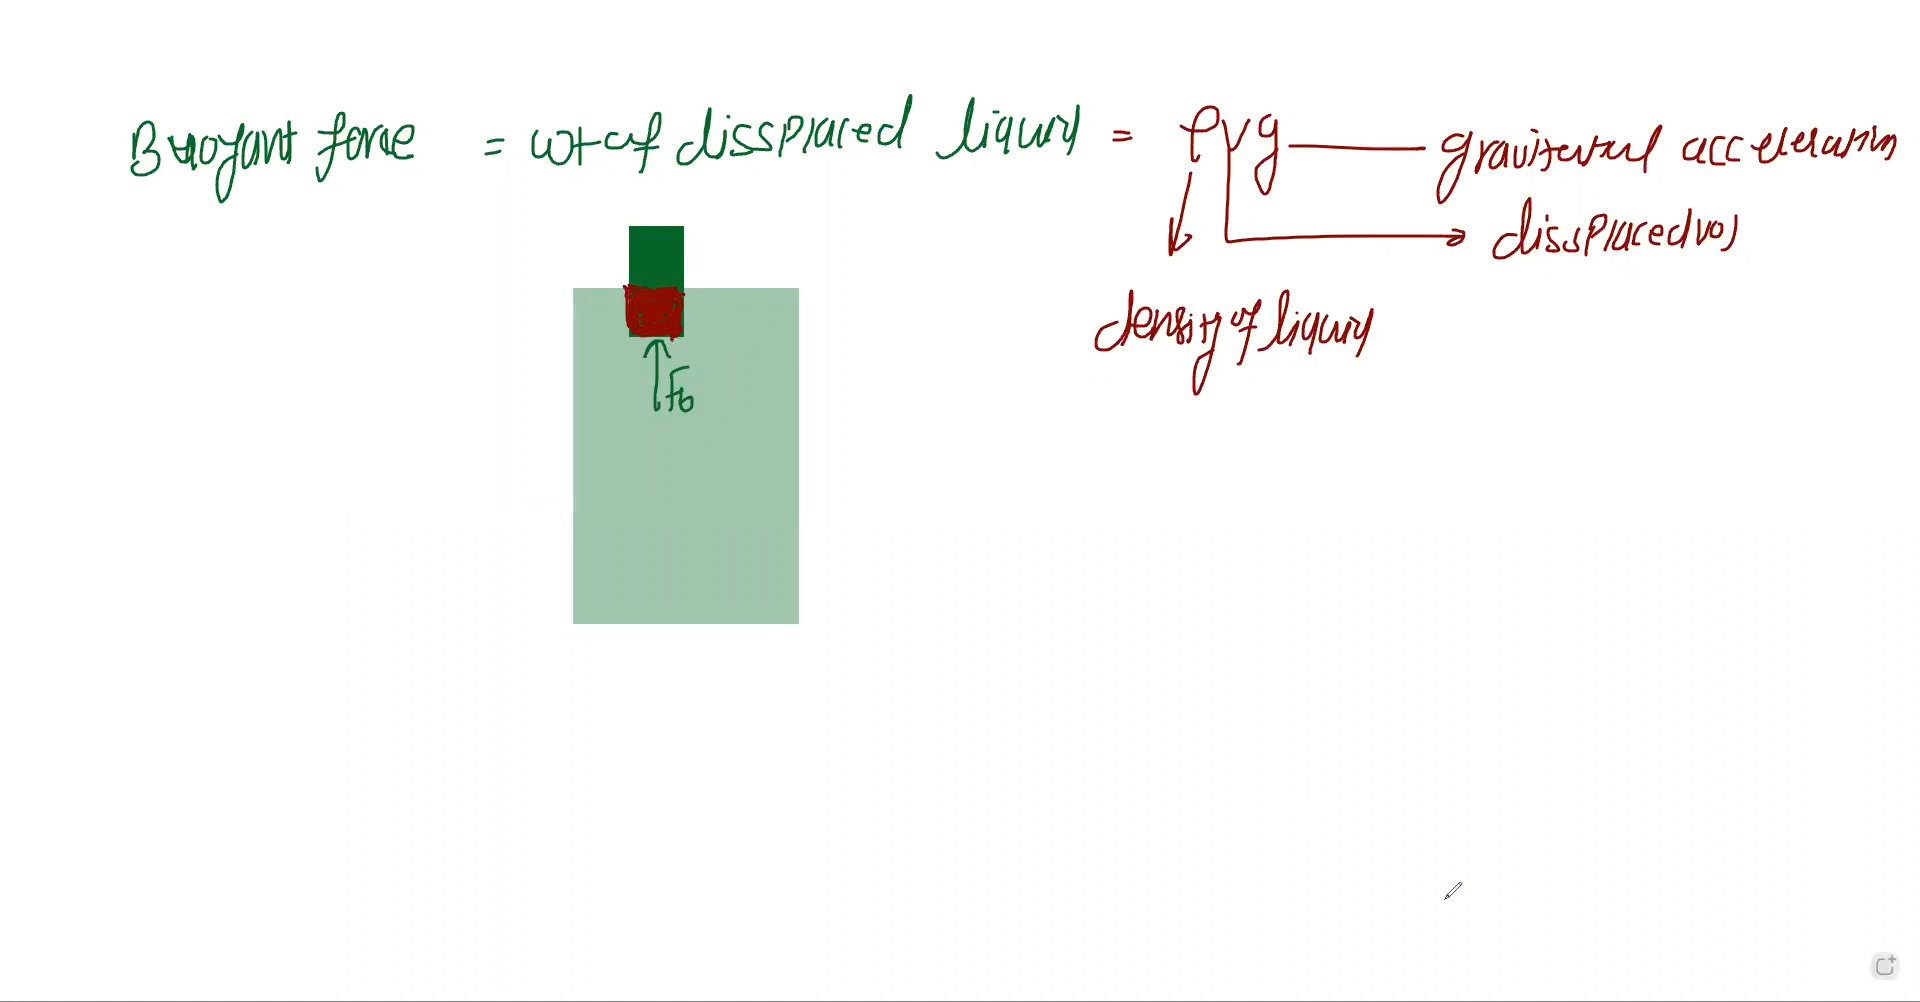 Buoyant force = wt of dissplaced liquid = ρvg — gravitational acceleration
dissplaced vol
density of liquid
Fb